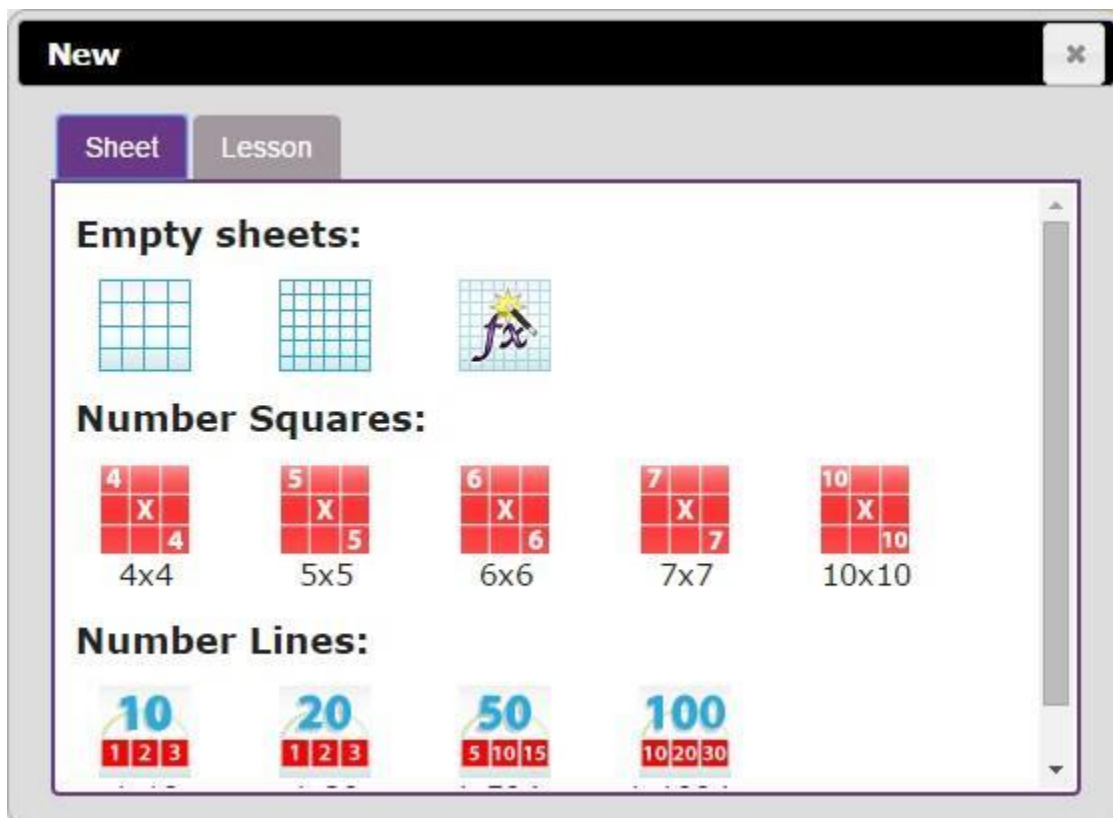 New
Sheet Lesson
Empty sheets:
fx
Number Squares:
4 X 4
5 X 5
6 X 6
7 X 7
10 X 10
4x4 5x5 6x6 7x7 10x10
Number Lines:
10 20 50 100
1 2 3 1 2 3 5 10 15 10 20 30